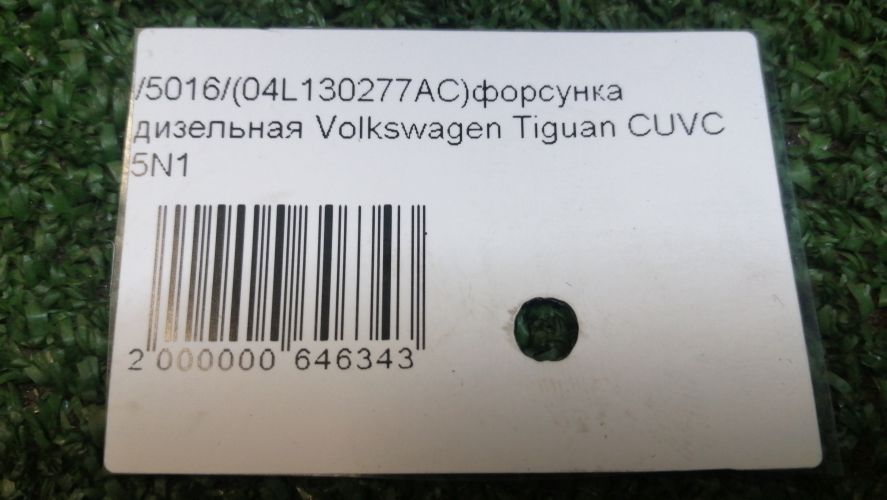 /5016/(04L130277AC)форсунка
дизельная Volkswagen Tiguan CUVC
5N1
2 000000 646343